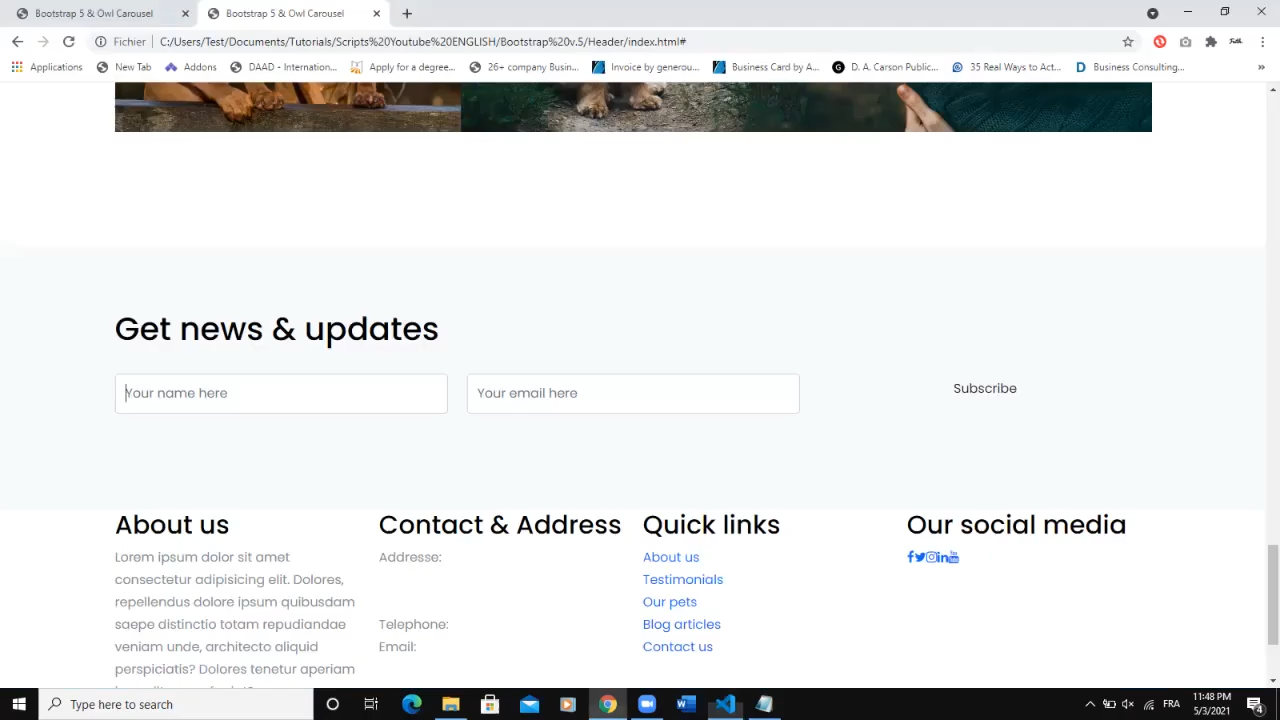 Bootstrap 5 & Owl Carousel
Bootstrap 5 & Owl Carousel
Fichier
C:/Users/Test/Documents/Tutorials/Scripts%20Youtube%20ENGLISH/Bootstrap%20v.5/Header/index.html#
Applications
New Tab
Addons
DAAD - Internation...
Apply for a degree...
26+ company Busin...
Invoice by generou...
Business Card by A...
D. A. Carson Public...
35 Real Ways to Act...
Business Consulting...
Get news & updates
Your name here
Your email here
Subscribe
About us
Lorem ipsum dolor sit amet
consectetur adipisicing elit. Dolores,
repellendus dolore ipsum quibusdam
saepe distinctio totam repudiandae
veniam unde, architecto aliquid
perspiciatis? Dolores tenetur aperiam
Contact & Address
Addresse:
Telephone:
Email:
Quick links
About us
Testimonials
Our pets
Blog articles
Contact us
Our social media
Type here to search
FRA
11:48 PM
5/3/2021
4